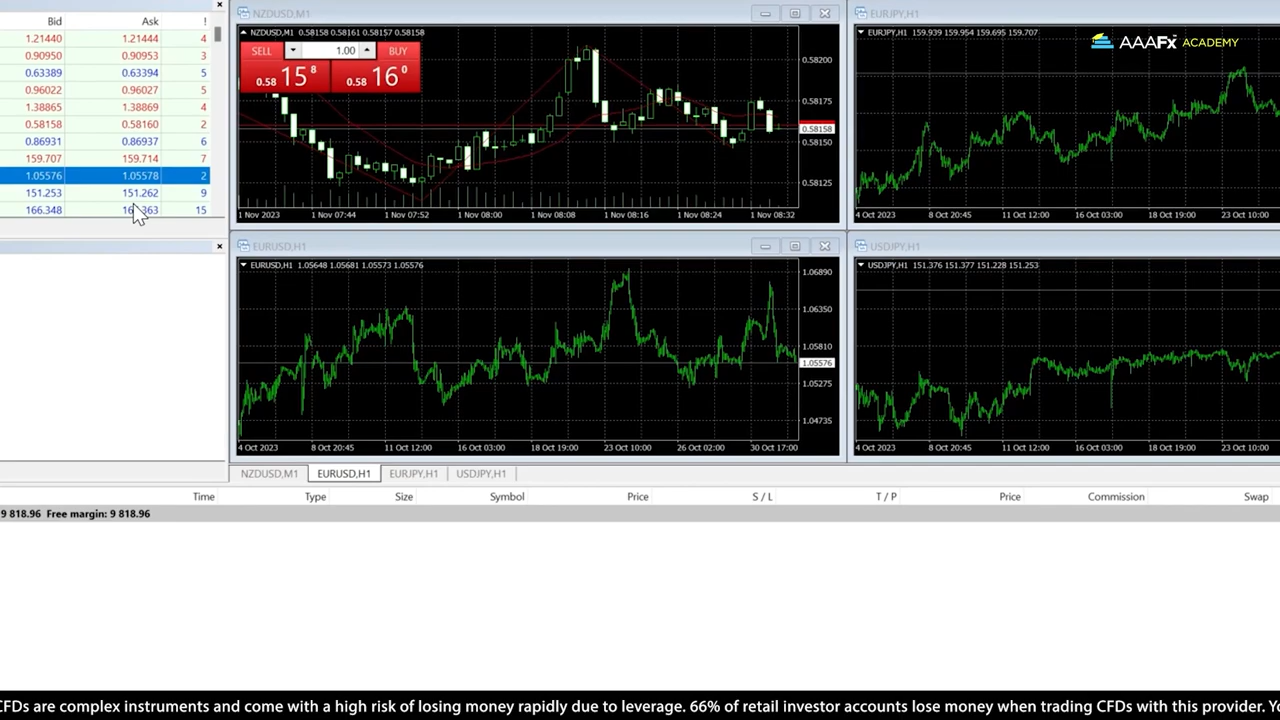 Bid Ask !
1.21440 1.21444 4
0.90950 0.90953 3
0.63389 0.63394 5
0.96022 0.96027 5
1.38865 1.38869 4
0.58158 0.58160 2
0.86931 0.86937 6
159.707 159.714 7
1.05576 1.05578 2
151.253 151.262 9
166.348 363 15
NZDUSD,M1
NZDUSD,M1 0.58158 0.58161 0.58157 0.58158
SELL 1.00 BUY
0.58 15 8 0.58 16 0
0.58200
0.58175
0.58158
0.58150
0.58125
1 Nov 2023 1 Nov 07:44 1 Nov 07:52 1 Nov 08:00 1 Nov 08:08 1 Nov 08:16 1 Nov 08:24 1 Nov 08:32
EURJPY,H1
EURJPY,H1 159.939 159.954 159.695 159.707
AAAFx ACADEMY
4 Oct 2023 8 Oct 20:45 11 Oct 12:00 16 Oct 03:00 18 Oct 19:00 23 Oct 10:00
EURUSD,H1
EURUSD,H1 1.05648 1.05681 1.05573 1.05576
1.06890
1.06350
1.05810
1.05576
1.05275
1.04735
4 Oct 2023 8 Oct 20:45 11 Oct 12:00 16 Oct 03:00 18 Oct 19:00 23 Oct 10:00 26 Oct 02:00 30 Oct 17:00
USDJPY,H1
USDJPY,H1 151.376 151.377 151.228 151.253
4 Oct 2023 8 Oct 20:45 11 Oct 12:00 16 Oct 03:00 18 Oct 19:00 23 Oct 10:00
NZDUSD,M1 EURUSD,H1 EURJPY,H1 USDJPY,H1
Time Type Size Symbol Price S / L T / P Price Commission Swap
9 818.96 Free margin: 9 818.96
CFDs are complex instruments and come with a high risk of losing money rapidly due to leverage. 66% of retail investor accounts lose money when trading CFDs with this provider.